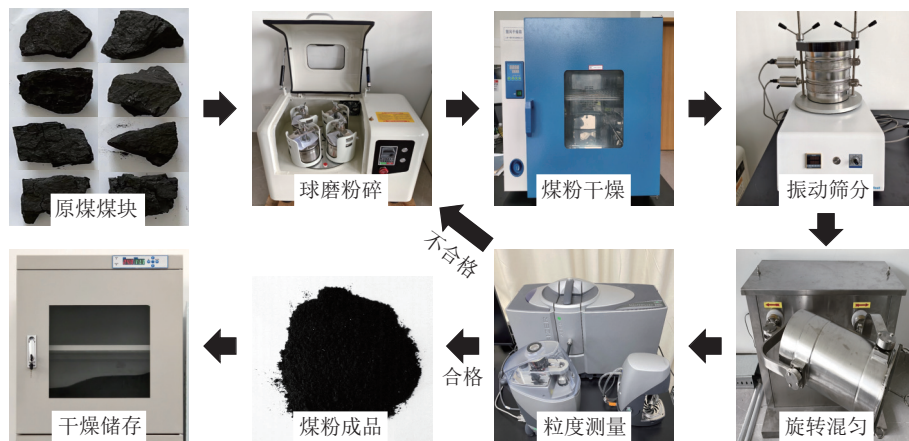 原煤煤块
球磨粉碎
煤粉干燥
振动筛分
不合格
干燥储存
煤粉成品
合格
粒度测量
旋转混匀